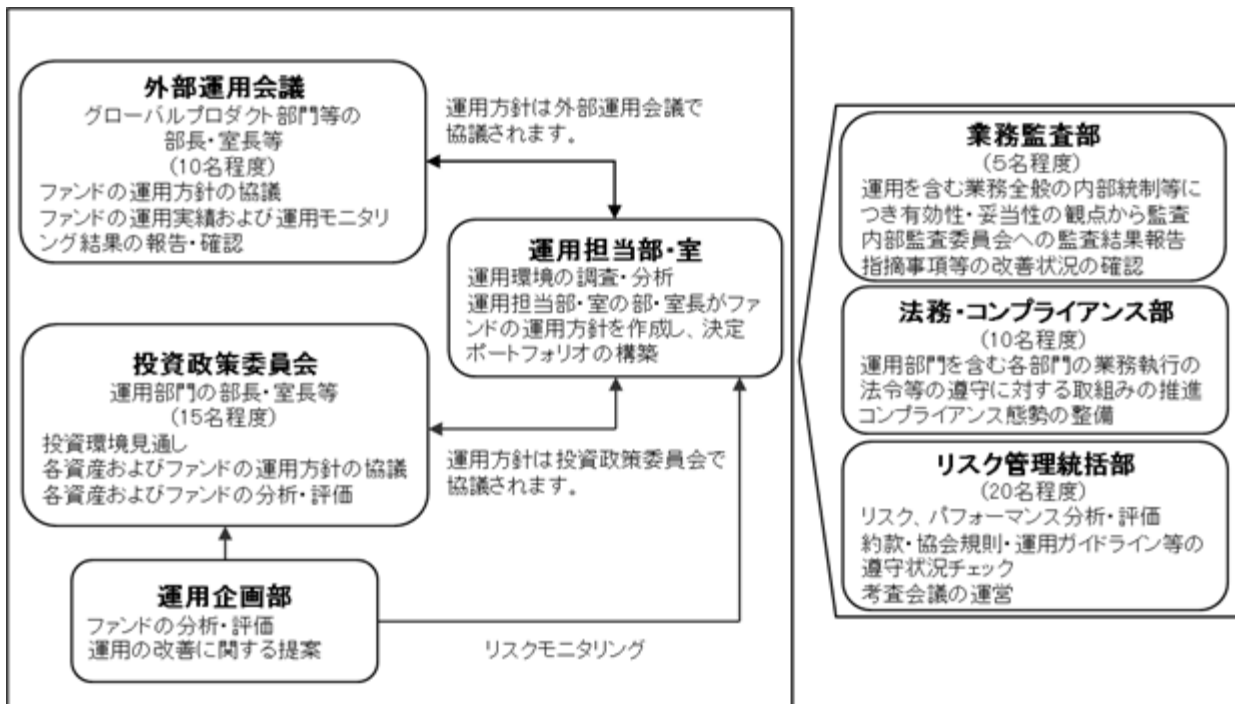 外部運用会議
グローバルプロダクト部門等の
部長・室長等
(10名程度)
ファンドの運用方針の協議
ファンドの運用実績および運用モニタリ
ング結果の報告・確認
運用方針は外部運用会議で
協議されます。
運用担当部・室
運用環境の調査・分析
運用担当部・室の部・室長がファ
ンドの運用方針を作成し、決定
ポートフォリオの構築
投資政策委員会
運用部門の部長・室長等
(15名程度)
投資環境見通し
各資産およびファンドの運用方針の協議
各資産およびファンドの分析・評価
運用方針は投資政策委員会で
協議されます。
運用企画部
ファンドの分析・評価
運用の改善に関する提案
リスクモニタリング
業務監査部
(5名程度)
運用を含む業務全般の内部統制等に
つき有効性・妥当性の観点から監査
内部監査委員会への監査結果報告
指摘事項等の改善状況の確認
法務・コンプライアンス部
(10名程度)
運用部門を含む各部門の業務執行の
法令等の遵守に対する取組みの推進
コンプライアンス態勢の整備
リスク管理統括部
(20名程度)
リスク、パフォーマンス分析・評価
約款・協会規則・運用ガイドライン等の
遵守状況チェック
考査会議の運営